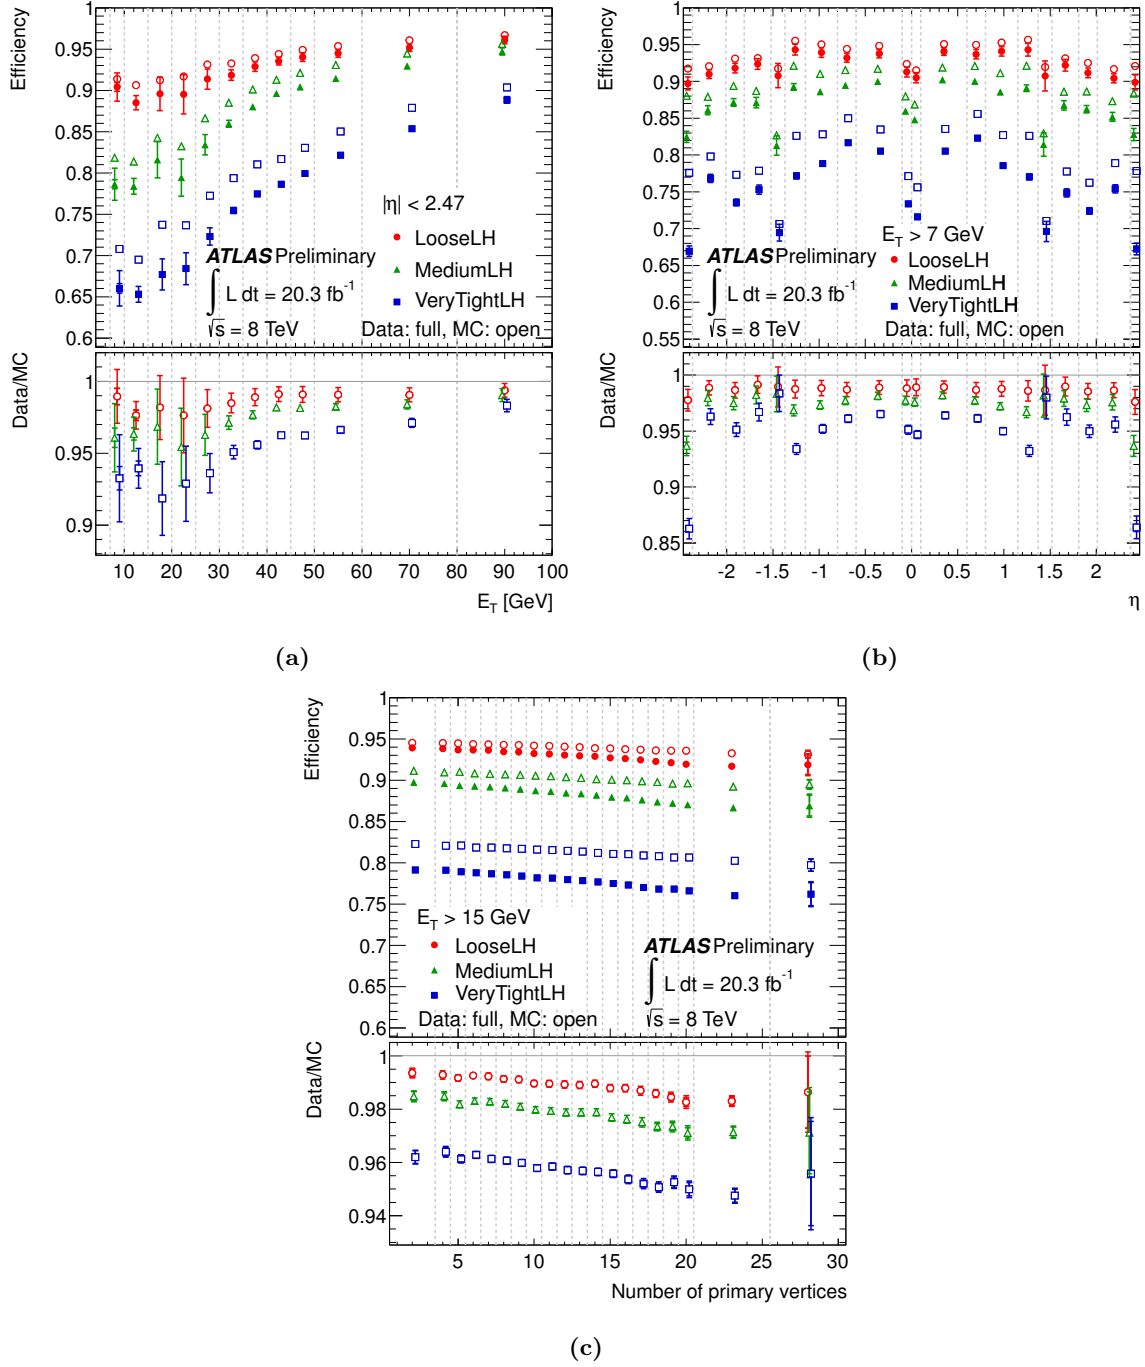 Efficiency
1
0.95
0.9
0.85
0.8
0.75
0.7
0.65
0.6
|η| < 2.47
LooseLH
MediumLH
VeryTightLH
Data: full, MC: open
ATLAS Preliminary
∫ L dt = 20.3 fb⁻¹
√s = 8 TeV
Data/MC
1
0.95
0.9
10 20 30 40 50 60 70 80 90 100
E_T [GeV]
(a)
Efficiency
1
0.95
0.9
0.85
0.8
0.75
0.7
0.65
0.6
0.55
E_T > 7 GeV
LooseLH
MediumLH
VeryTightLH
Data: full, MC: open
ATLAS Preliminary
∫ L dt = 20.3 fb⁻¹
√s = 8 TeV
Data/MC
1
0.95
0.9
0.85
-2 -1.5 -1 -0.5 0 0.5 1 1.5 2
η
(b)
Efficiency
1
0.95
0.9
0.85
0.8
0.75
0.7
0.65
0.6
E_T > 15 GeV
LooseLH
MediumLH
VeryTightLH
Data: full, MC: open
ATLAS Preliminary
∫ L dt = 20.3 fb⁻¹
√s = 8 TeV
Data/MC
1
0.98
0.96
0.94
5 10 15 20 25 30
Number of primary vertices
(c)